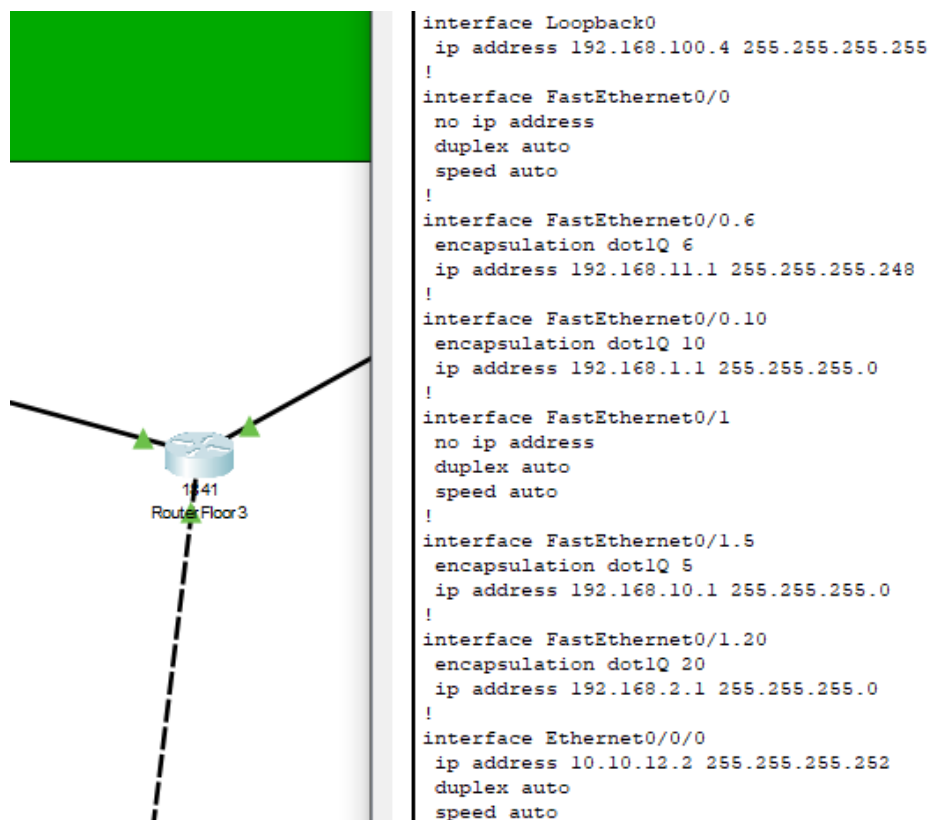 interface Loopback0
ip address 192.168.100.4 255.255.255.255
!
interface FastEthernet0/0
no ip address
duplex auto
speed auto
!
interface FastEthernet0/0.6
encapsulation dot1Q 6
ip address 192.168.11.1 255.255.255.248
!
interface FastEthernet0/0.10
encapsulation dot1Q 10
ip address 192.168.1.1 255.255.255.0
!
interface FastEthernet0/1
no ip address
duplex auto
speed auto
!
interface FastEthernet0/1.5
encapsulation dot1Q 5
ip address 192.168.10.1 255.255.255.0
!
interface FastEthernet0/1.20
encapsulation dot1Q 20
ip address 192.168.2.1 255.255.255.0
!
interface Ethernet0/0/0
ip address 10.10.12.2 255.255.255.252
duplex auto
speed auto
1841
Router Floor 3